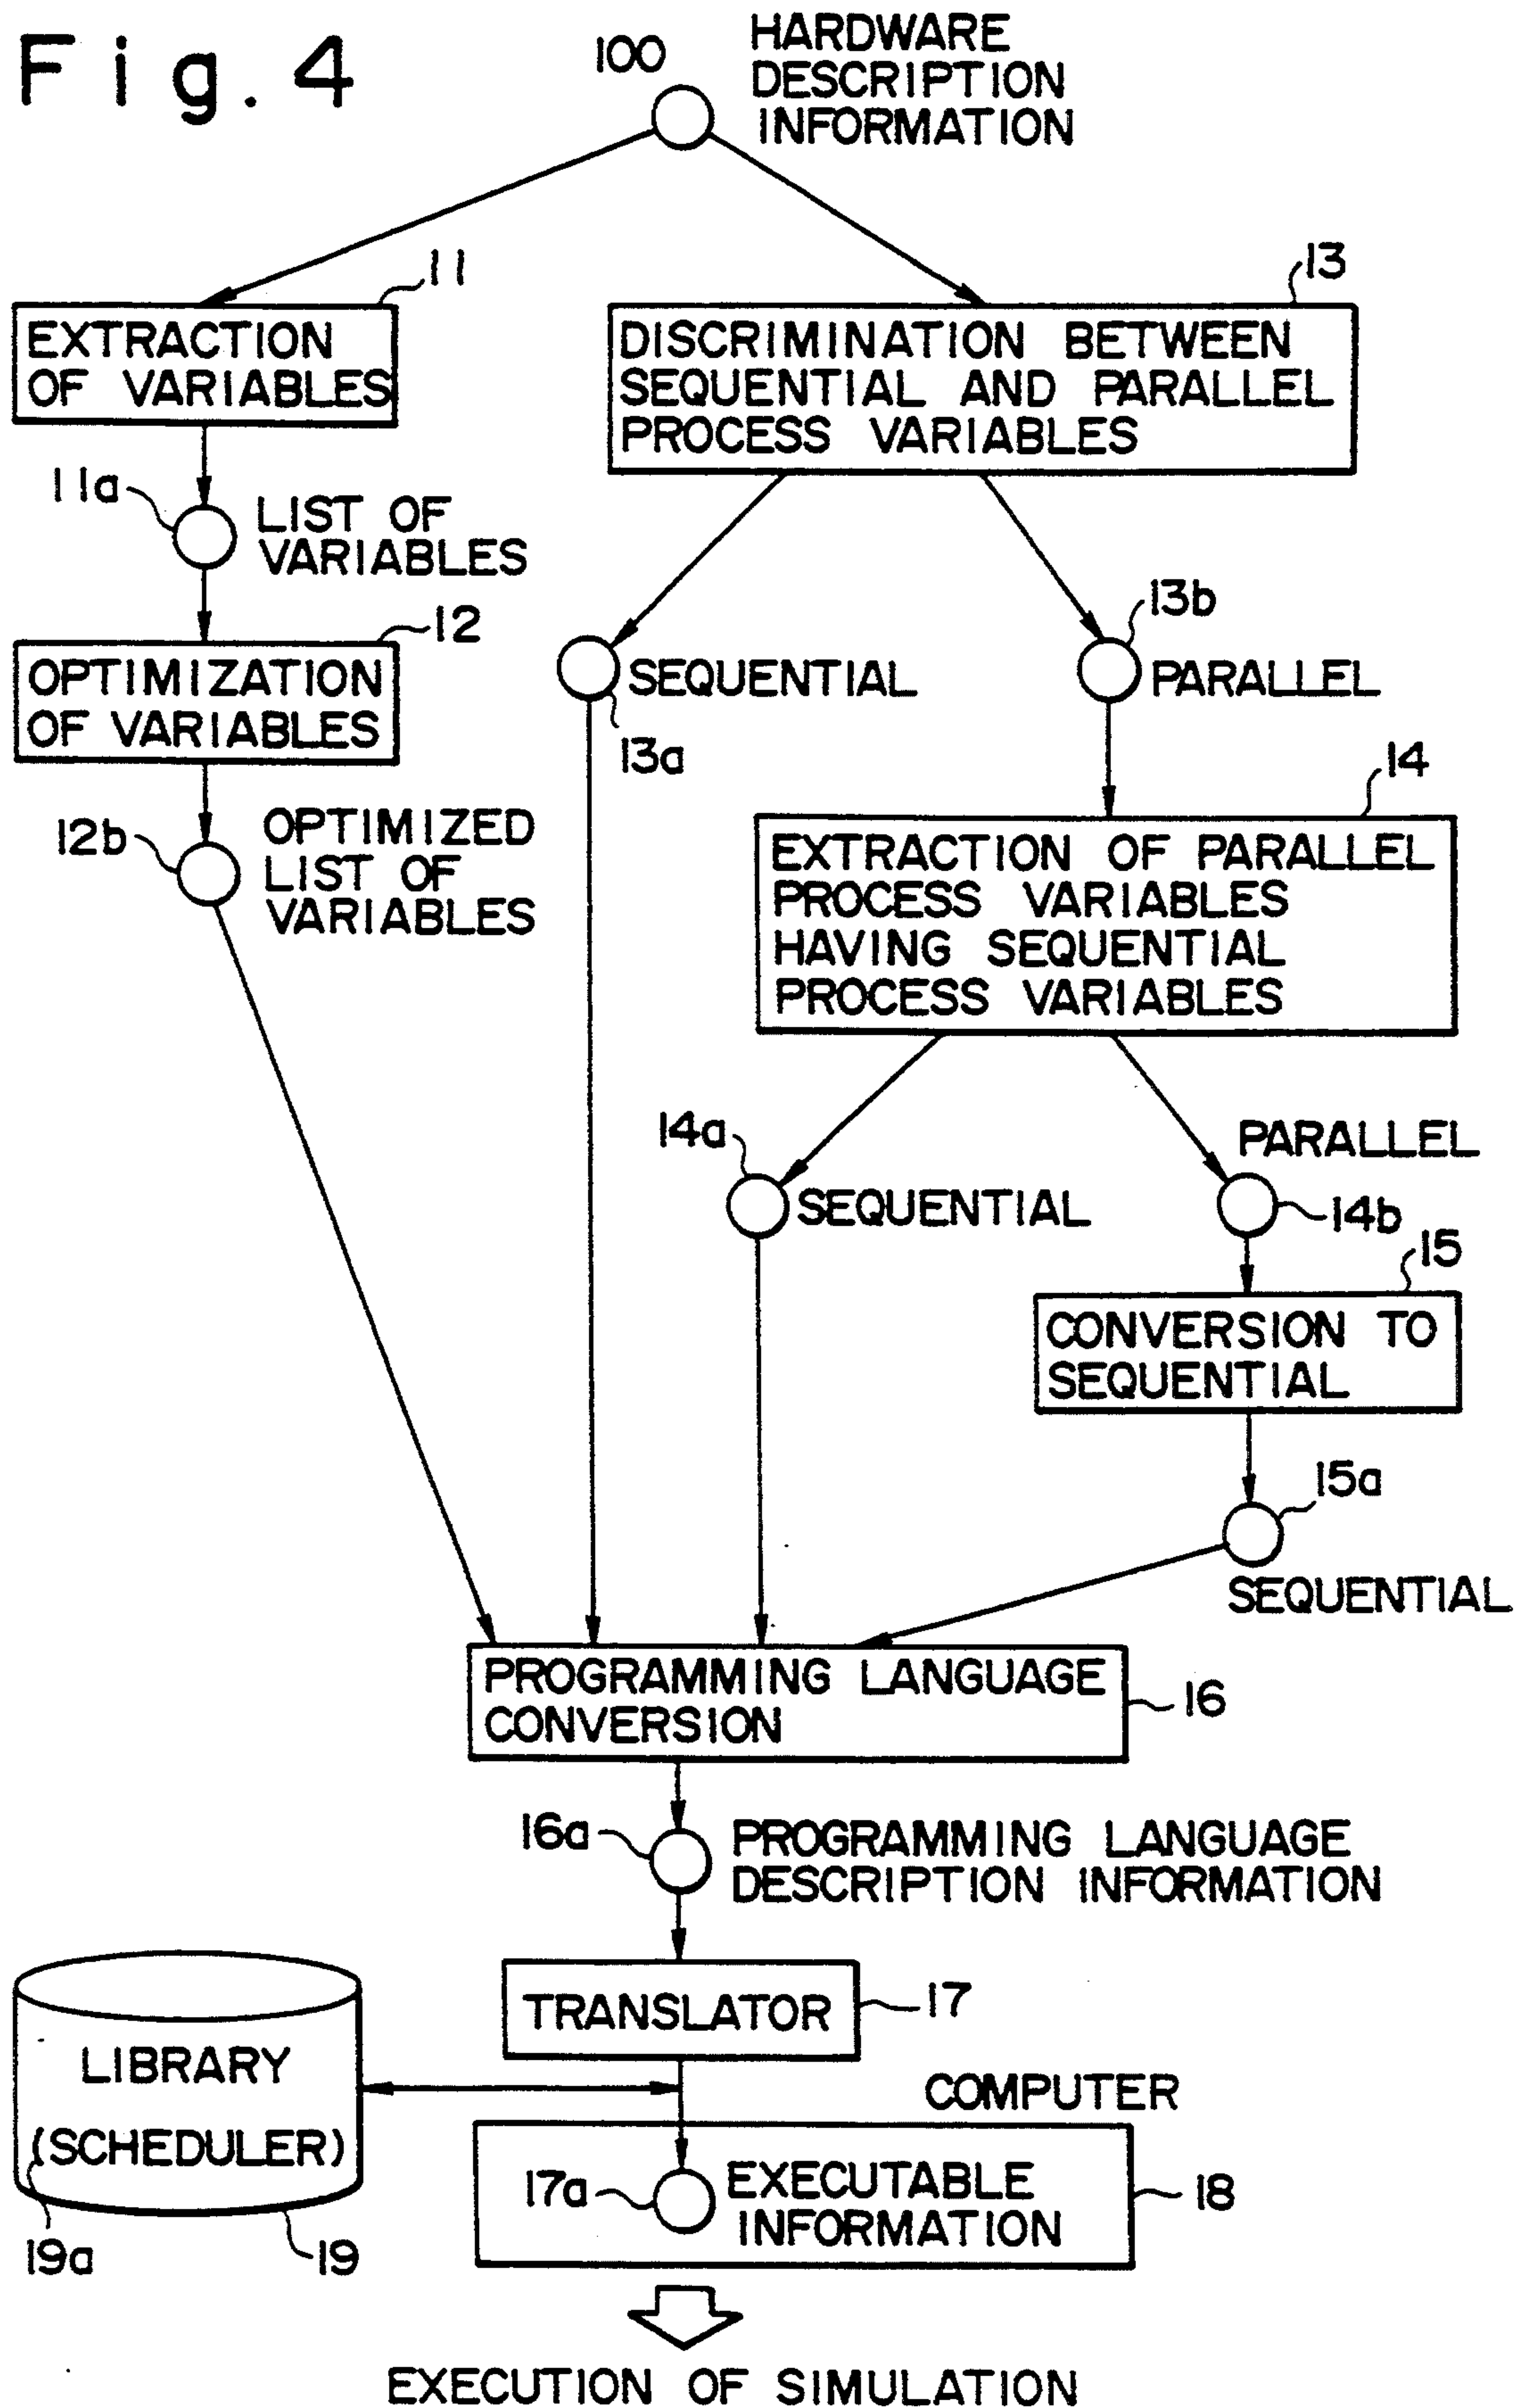 Fig. 4
100
HARDWARE
DESCRIPTION
INFORMATION
11
13
EXTRACTION
OF VARIABLES
DISCRIMINATION BETWEEN
SEQUENTIAL AND PARALLEL
PROCESS VARIABLES
11a
LIST OF
VARIABLES
12
13b
OPTIMIZATION
OF VARIABLES
SEQUENTIAL
13a
PARALLEL
14
12b
OPTIMIZED
LIST OF
VARIABLES
EXTRACTION OF PARALLEL
PROCESS VARIABLES
HAVING SEQUENTIAL
PROCESS VARIABLES
14a
SEQUENTIAL
PARALLEL
14b
15
CONVERSION TO
SEQUENTIAL
15a
SEQUENTIAL
PROGRAMMING LANGUAGE
CONVERSION
16
16a
PROGRAMMING LANGUAGE
DESCRIPTION INFORMATION
TRANSLATOR
17
LIBRARY
(SCHEDULER)
19a
19
COMPUTER
17a
EXECUTABLE
INFORMATION
18
EXECUTION OF SIMULATION